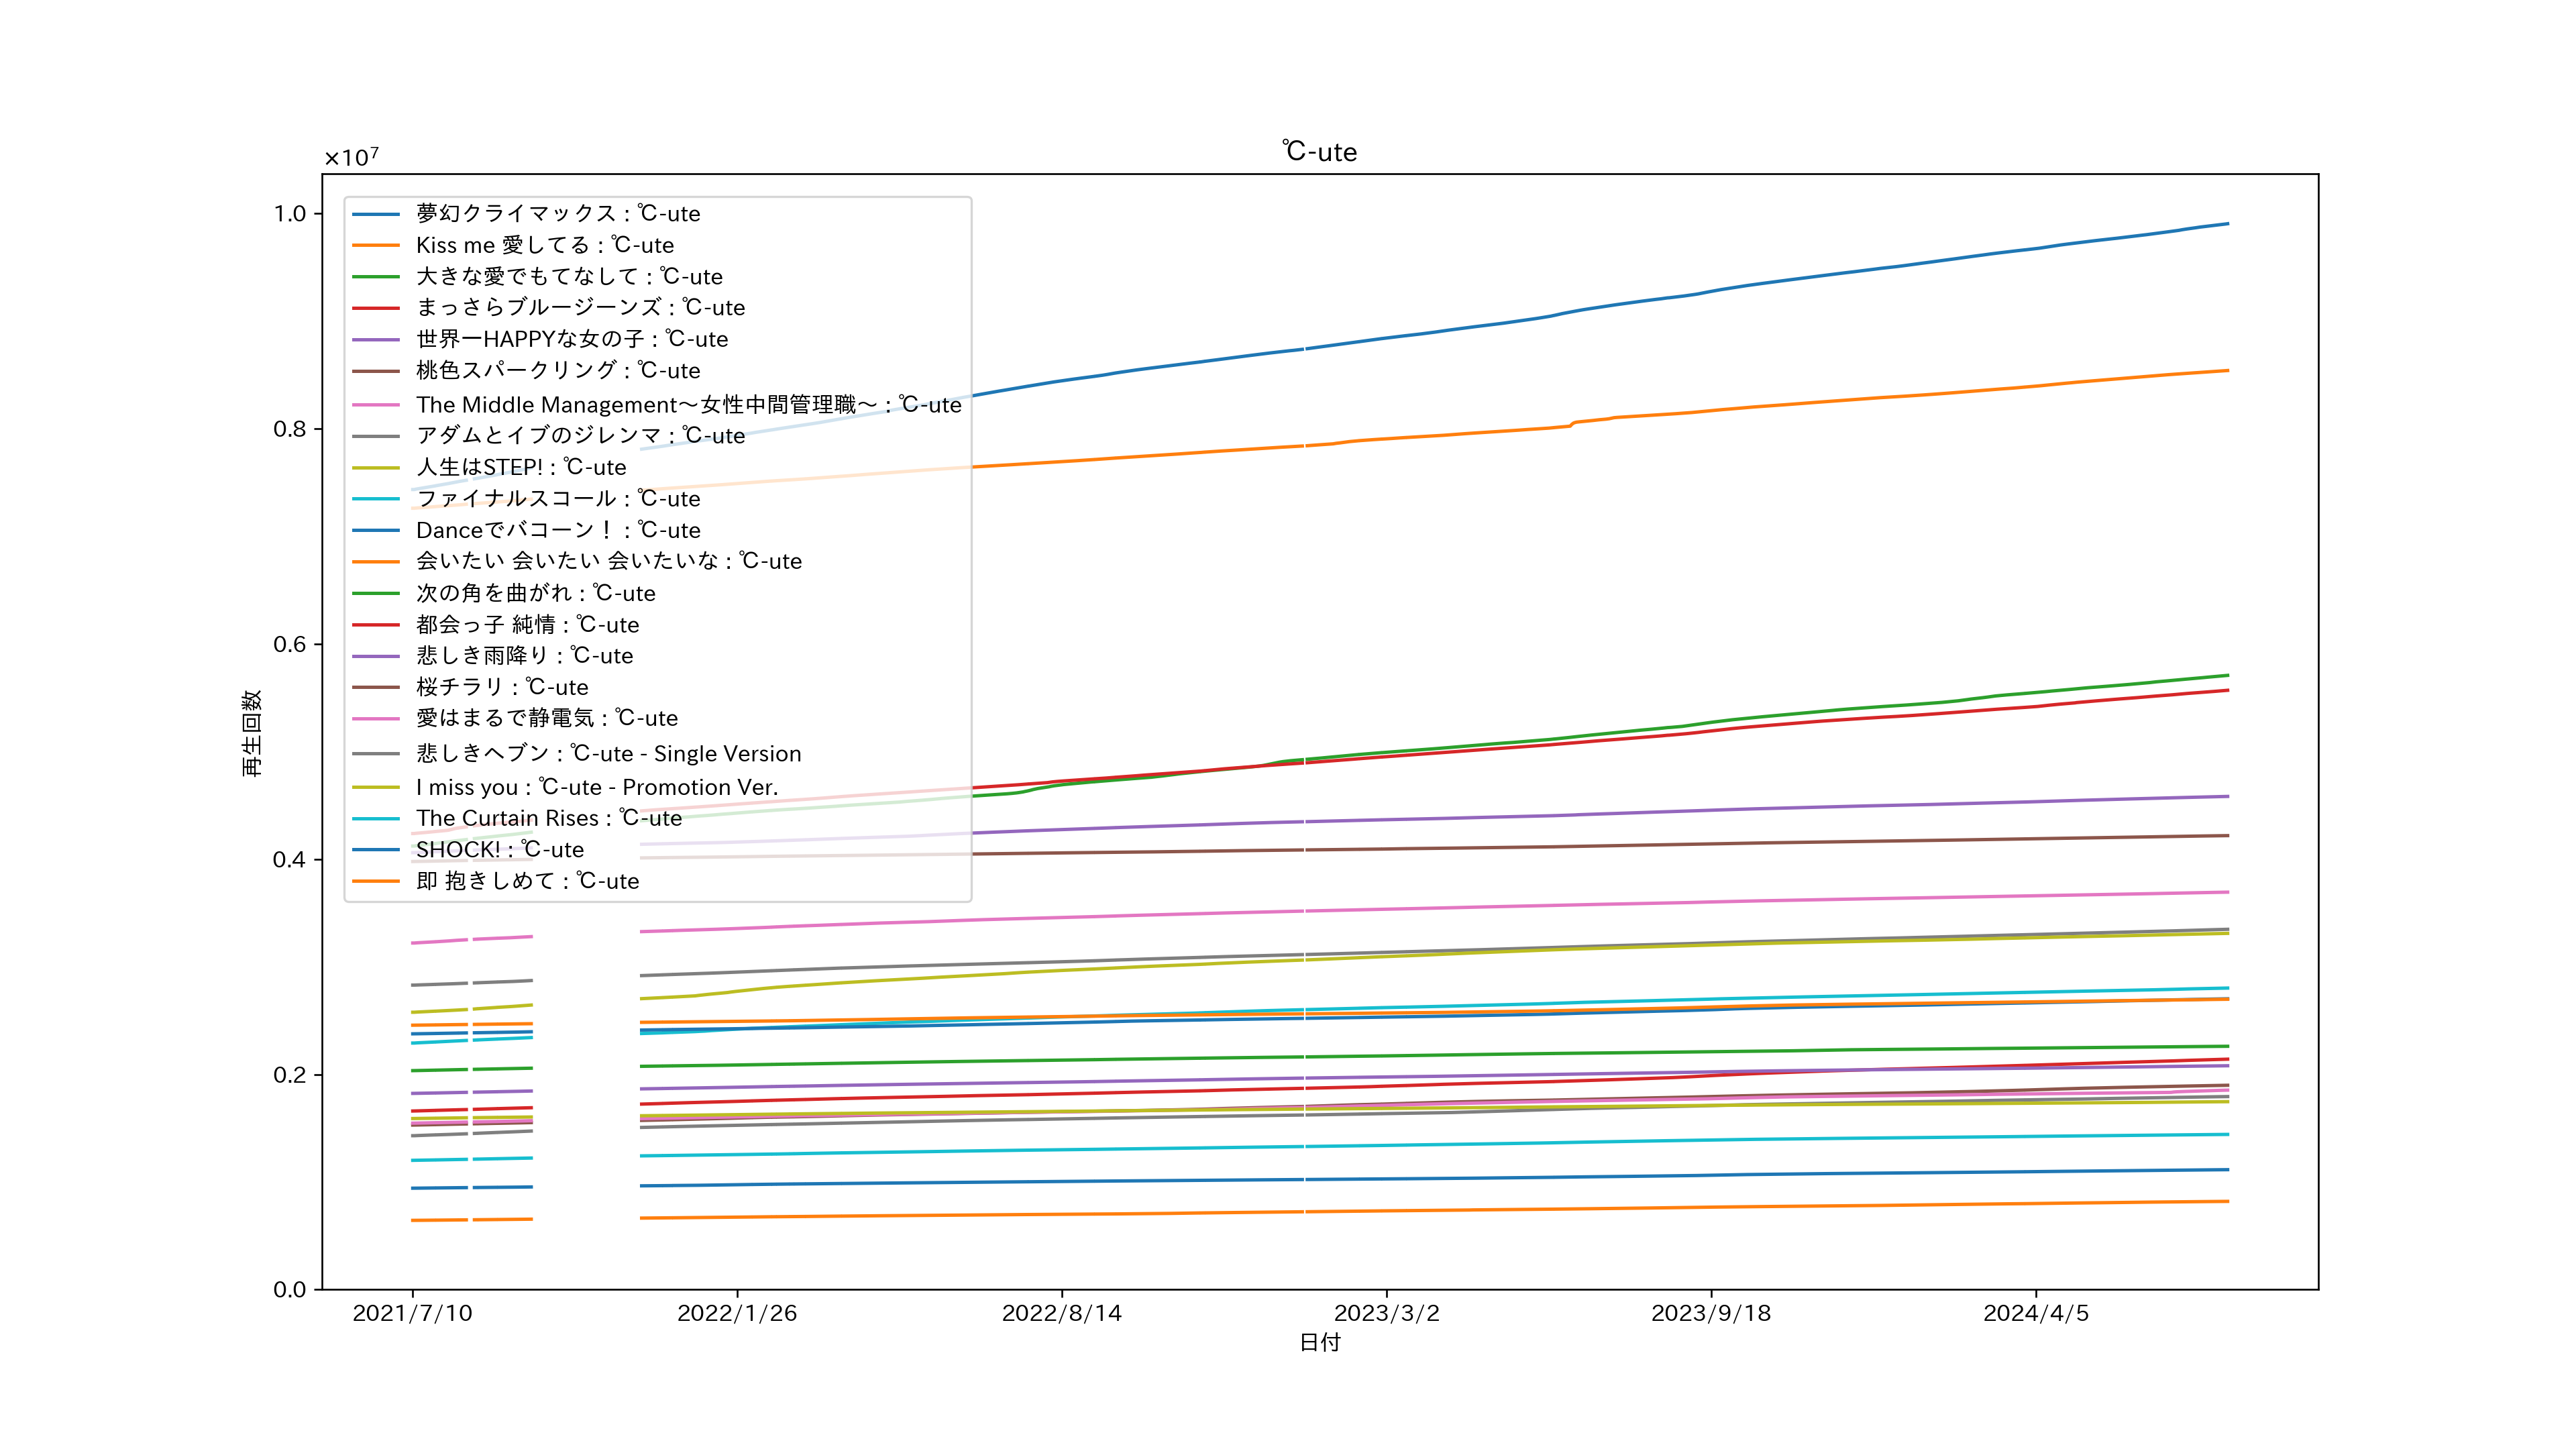 ℃-ute
×10⁷
1.0
0.8
0.6
0.4
0.2
0.0
再生回数
夢幻クライマックス : ℃-ute
Kiss me 愛してる : ℃-ute
大きな愛でもてなして : ℃-ute
まっさらブルージーンズ : ℃-ute
世界一HAPPYな女の子 : ℃-ute
桃色スパークリング : ℃-ute
The Middle Management〜女性中間管理職〜 : ℃-ute
アダムとイブのジレンマ : ℃-ute
人生はSTEP! : ℃-ute
ファイナルスコール : ℃-ute
Danceでバコーン！ : ℃-ute
会いたい 会いたい 会いたいな : ℃-ute
次の角を曲がれ : ℃-ute
都会っ子 純情 : ℃-ute
悲しき雨降り : ℃-ute
桜チラリ : ℃-ute
愛はまるで静電気 : ℃-ute
悲しきヘブン : ℃-ute - Single Version
I miss you : ℃-ute - Promotion Ver.
The Curtain Rises : ℃-ute
SHOCK! : ℃-ute
即 抱きしめて : ℃-ute
2021/7/10
2022/1/26
2022/8/14
2023/3/2
2023/9/18
2024/4/5
日付